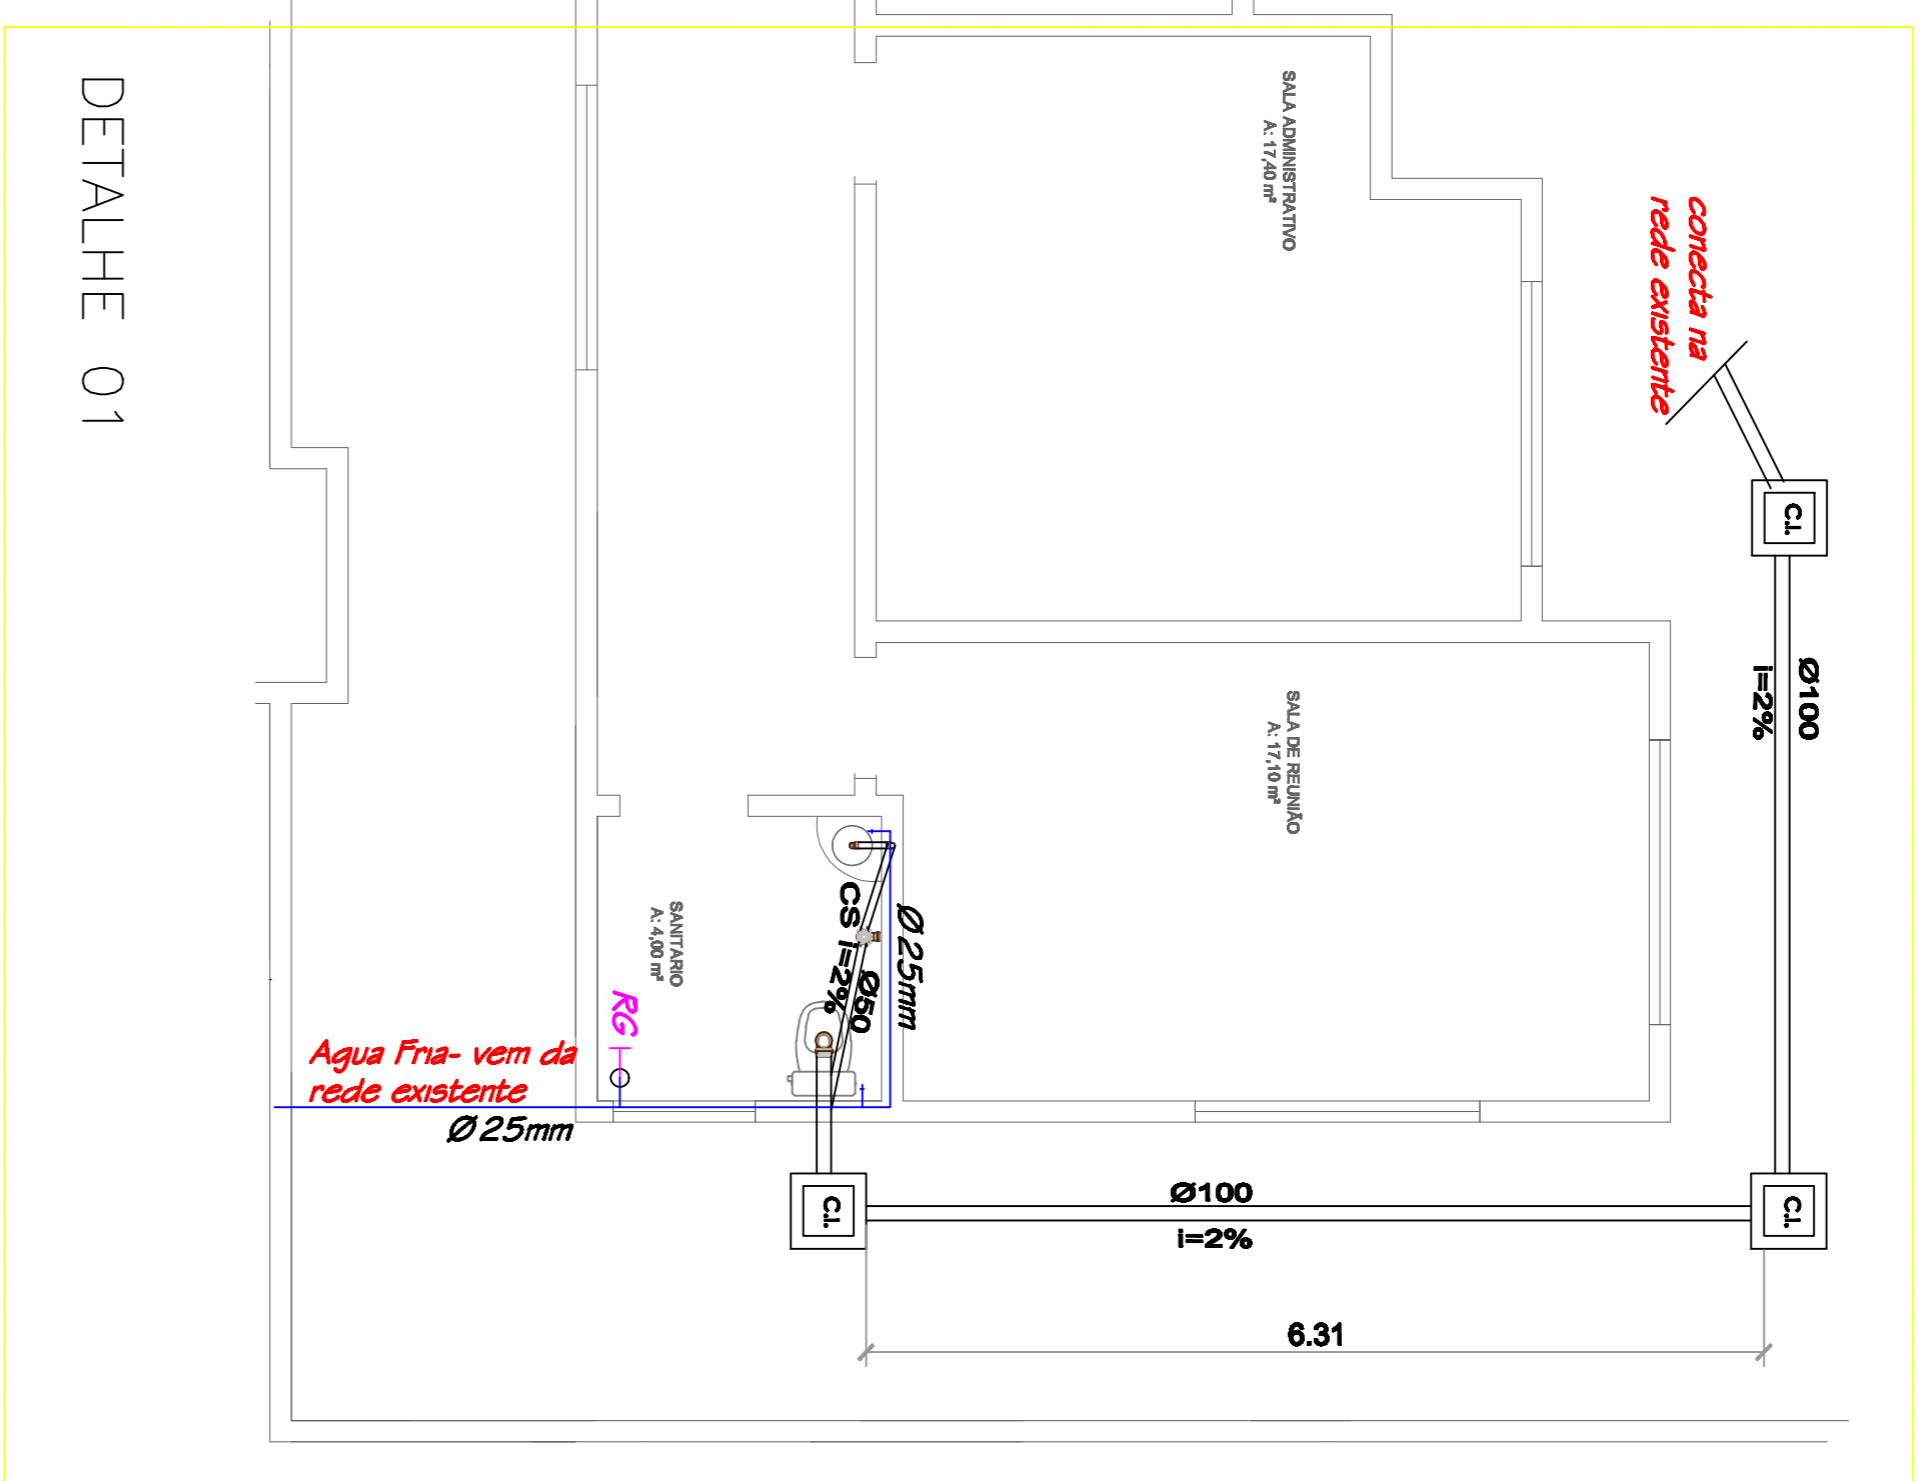 DETALHE 01
SALA ADMINISTRATIVO
A: 17,40 m²
conecta na
rede existente
C.I.
Ø100
i=2%
SALA DE REUNIÃO
A: 17,10 m²
SANITARIO
A: 4,00 m²
CS i=2%
Ø50
Ø25mm
RG
Agua Fria- vem da
rede existente
Ø25mm
C.I.
Ø100
i=2%
C.I.
6.31